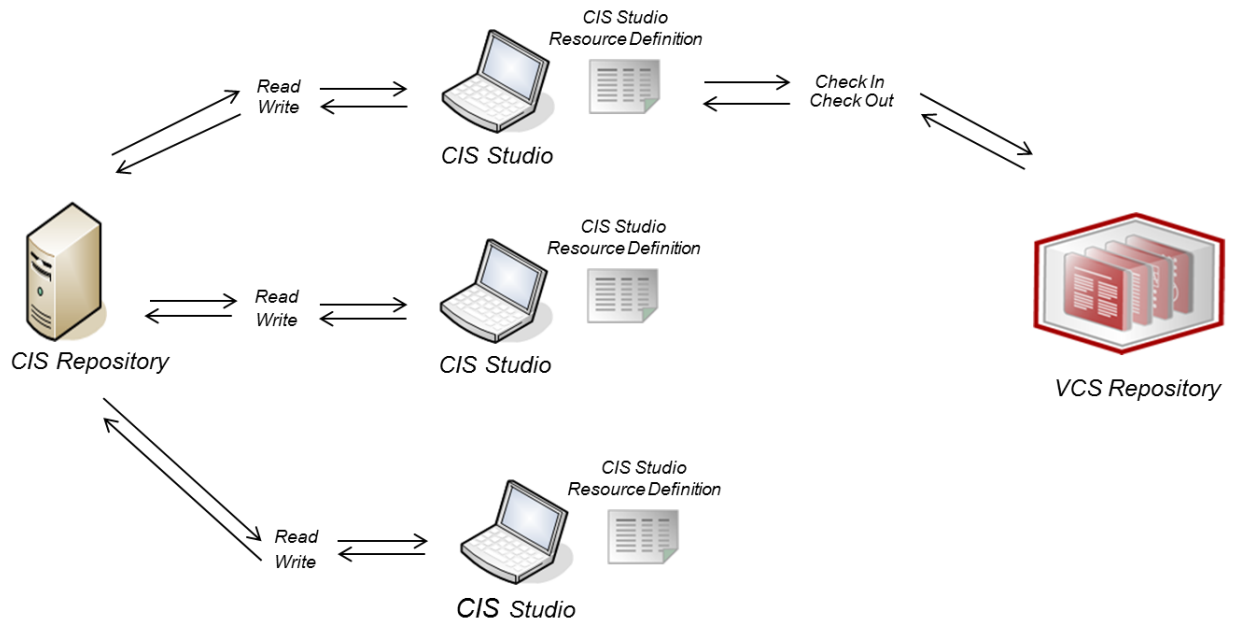 CIS Studio
Resource Definition
Read
Write
Check In
Check Out
CIS Studio
CIS Studio
Resource Definition
Read
Write
CIS Repository
CIS Studio
VCS Repository
CIS Studio
Resource Definition
Read
Write
CIS Studio